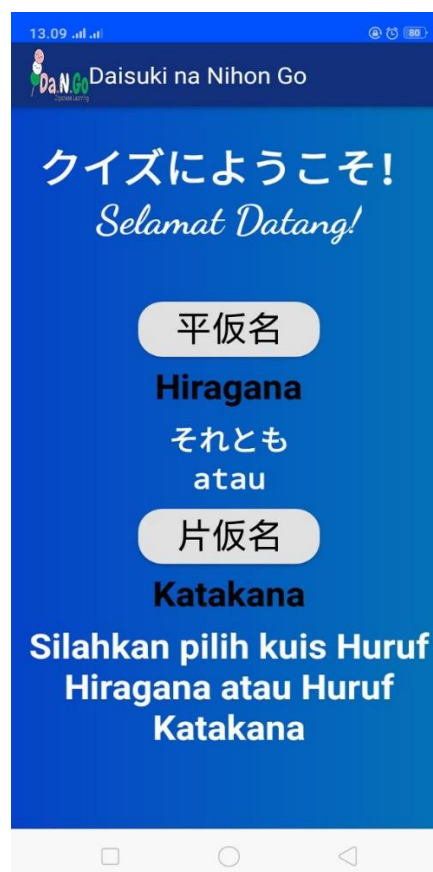 13.09
80
Da.N.Go
Daisuki na Nihon Go
クイズにようこそ!
Selamat Datang!
平仮名
Hiragana
それとも
atau
片仮名
Katakana
Silahkan pilih kuis Huruf
Hiragana atau Huruf
Katakana